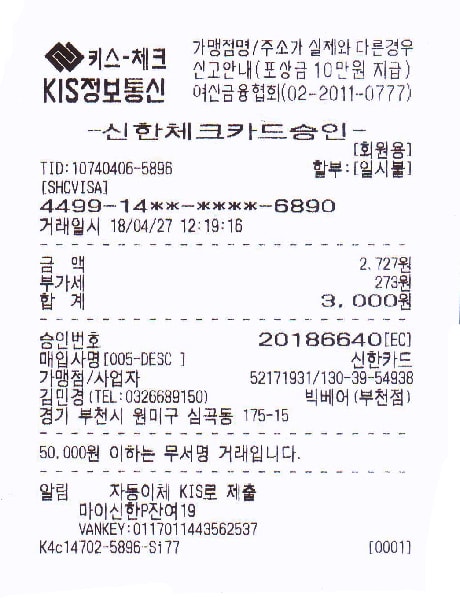 키스-체크
KIS정보통신
가맹점명/주소가 실제와 다른경우
신고안내(포상금 10만원 지급)
여신금융협회(02-2011-0777)
-신한체크카드승인-
[회원용]
TID:10740406-5896 할부:[일시불]
[SHCVISA]
4499-14**-****-6890
거래일시 18/04/27 12:19:16
금 액 2,727원
부가세 273원
합 계 3,000원
승인번호 20186640[EC]
매입사명[005-DESC ] 신한카드
가맹점/사업자 52171931/130-39-54938
김민경(TEL:0326689150) 빅베어(부천점)
경기 부천시 원미구 심곡동 175-15
50,000원 이하는 무서명 거래입니다.
알림 자동이체 KIS로 제출
마이신한P잔여19
VANKEY:0117011443562537
K4c14702-5896-Si77 [0001]